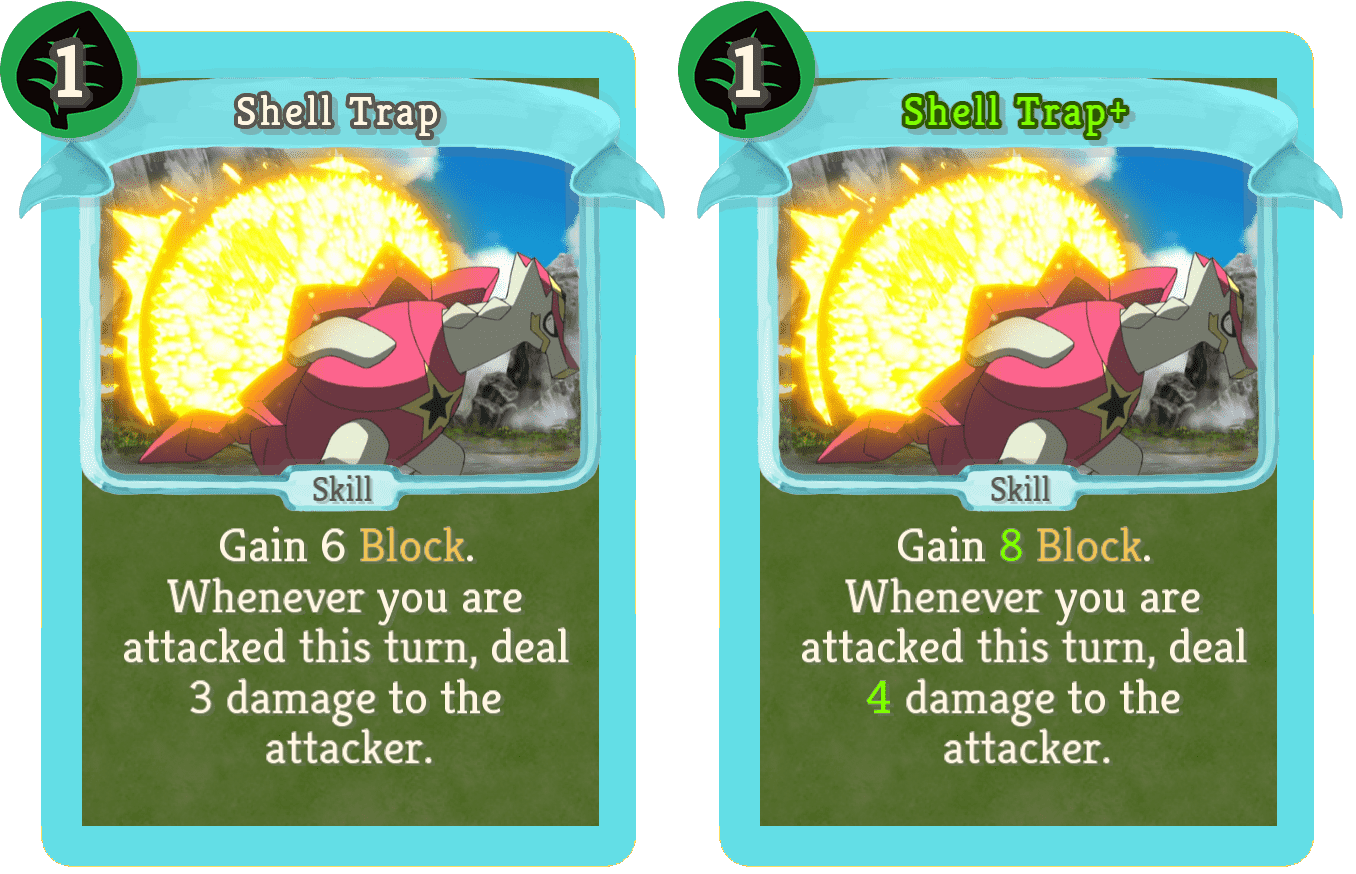 1
Shell Trap
Skill
Gain 6 Block.
Whenever you are
attacked this turn, deal
3 damage to the
attacker.
1
Shell Trap+
Skill
Gain 8 Block.
Whenever you are
attacked this turn, deal
4 damage to the
attacker.